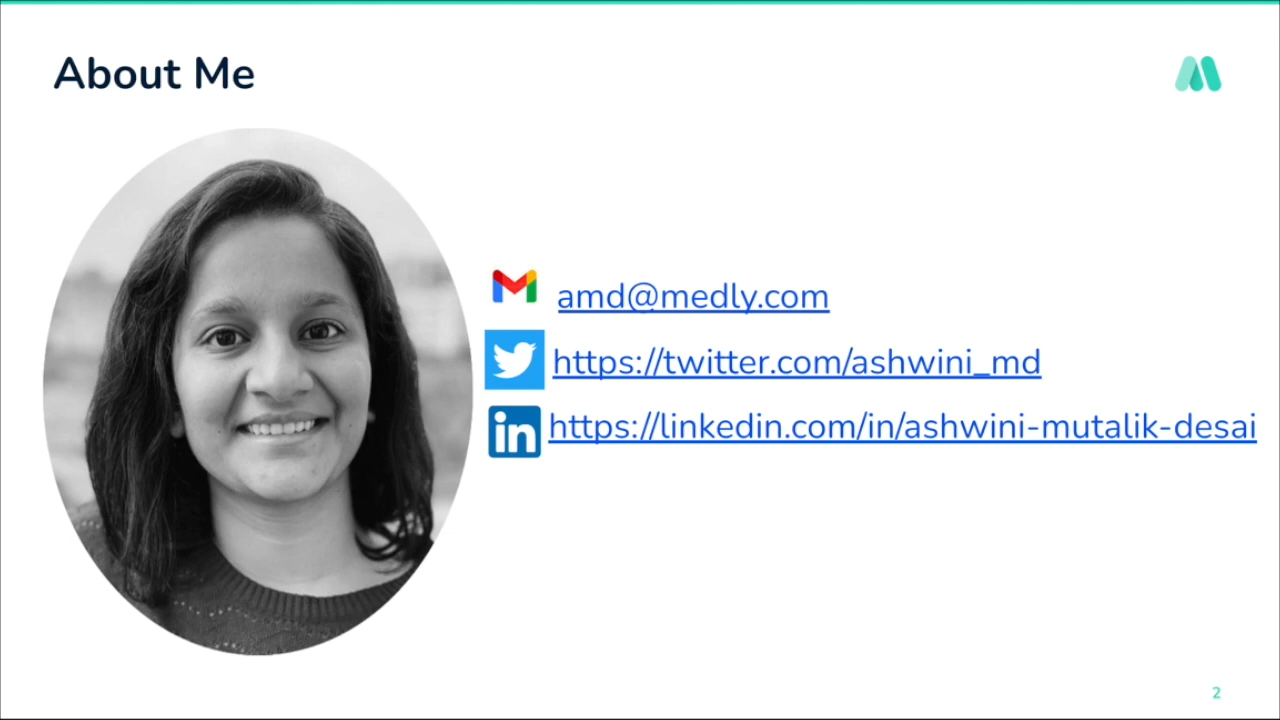 About Me
amd@medly.com
https://twitter.com/ashwini_md
https://linkedin.com/in/ashwini-mutalik-desai
2